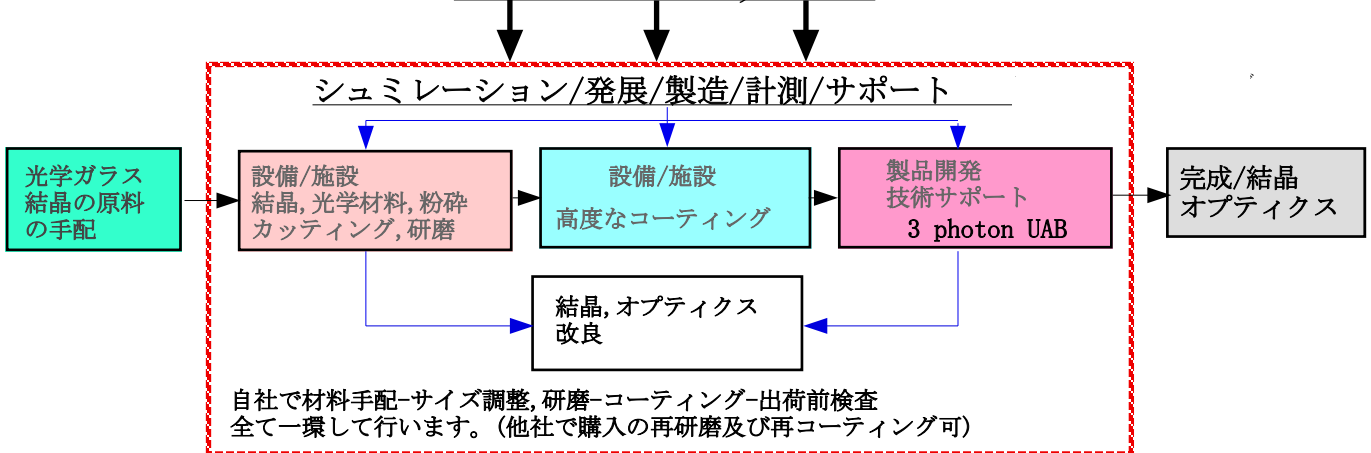 シュミレーション/発展/製造/計測/サポート
光学ガラス
結晶の原料
の手配
設備/施設
結晶,光学材料,粉砕
カッティング,研磨
設備/施設
高度なコーティング
製品開発
技術サポート
3 photon UAB
完成/結晶
オプティクス
結晶,オプティクス
改良
自社で材料手配-サイズ調整,研磨-コーティング-出荷前検査
全て一環して行います。(他社で購入の再研磨及び再コーティング可)